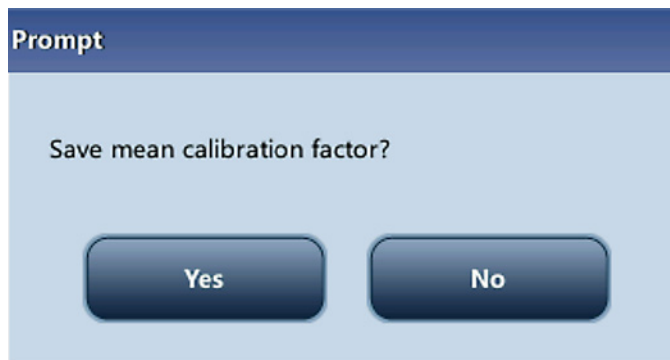 Prompt
Save mean calibration factor?
Yes No